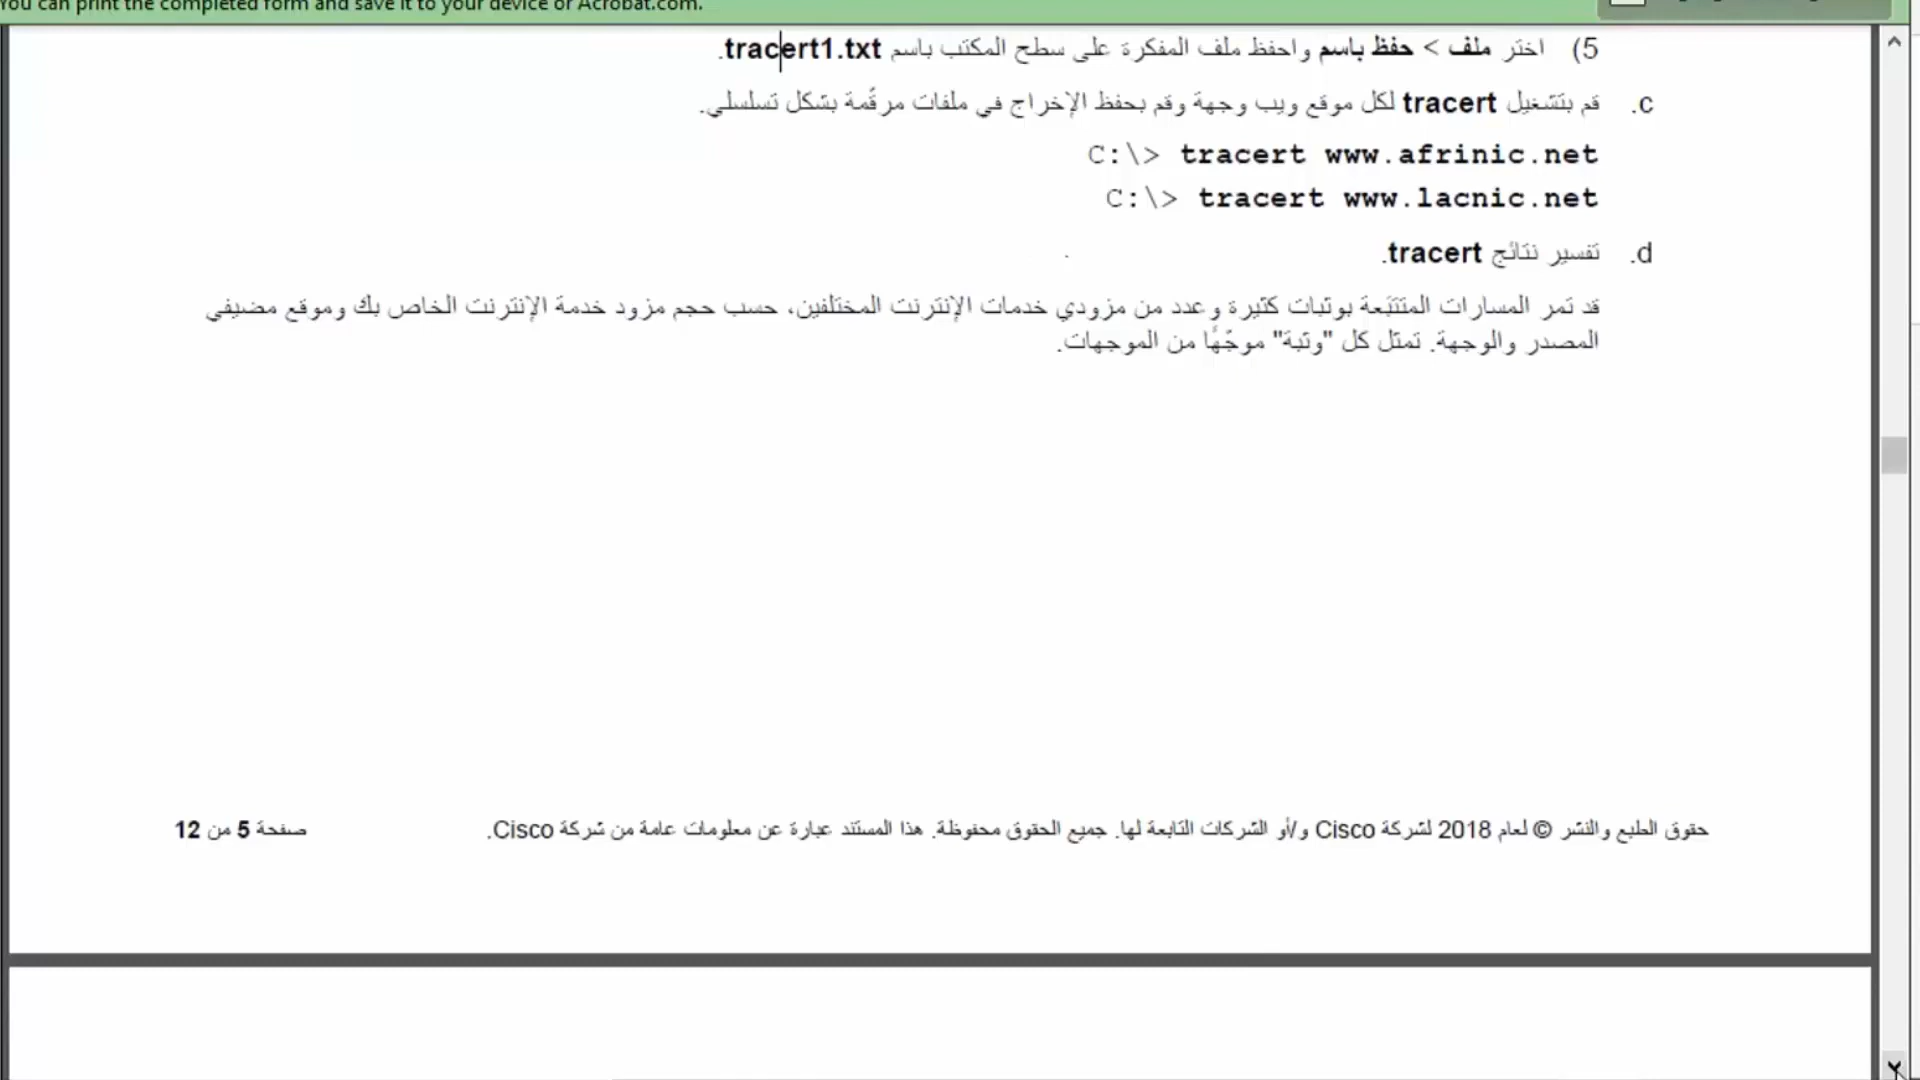 You can print the completed form and save it to your device or Acrobat.com.
5) اختر ملف > حفظ باسم واحفظ ملف المفكرة على سطح المكتب باسم tracert1.txt.
c. قم بتشغيل tracert لكل موقع ويب وجهة وقم بحفظ الإخراج في ملفات مرقّمة بشكل تسلسلي.
C:\> tracert www.afrinic.net
C:\> tracert www.lacnic.net
d. تفسير نتائج tracert.
قد تمر المسارات المتتبَعة بوثبات كثيرة وعدد من مزودي خدمات الإنترنت المختلفين، حسب حجم مزود خدمة الإنترنت الخاص بك وموقع مضيفي
المصدر والوجهة. تمثل كل "وثبة" موجّهًا من الموجهات.
حقوق الطبع والنشر © لعام 2018 لشركة Cisco و/أو الشركات التابعة لها. جميع الحقوق محفوظة. هذا المستند عبارة عن معلومات عامة من شركة Cisco. صفحة 5 من 12